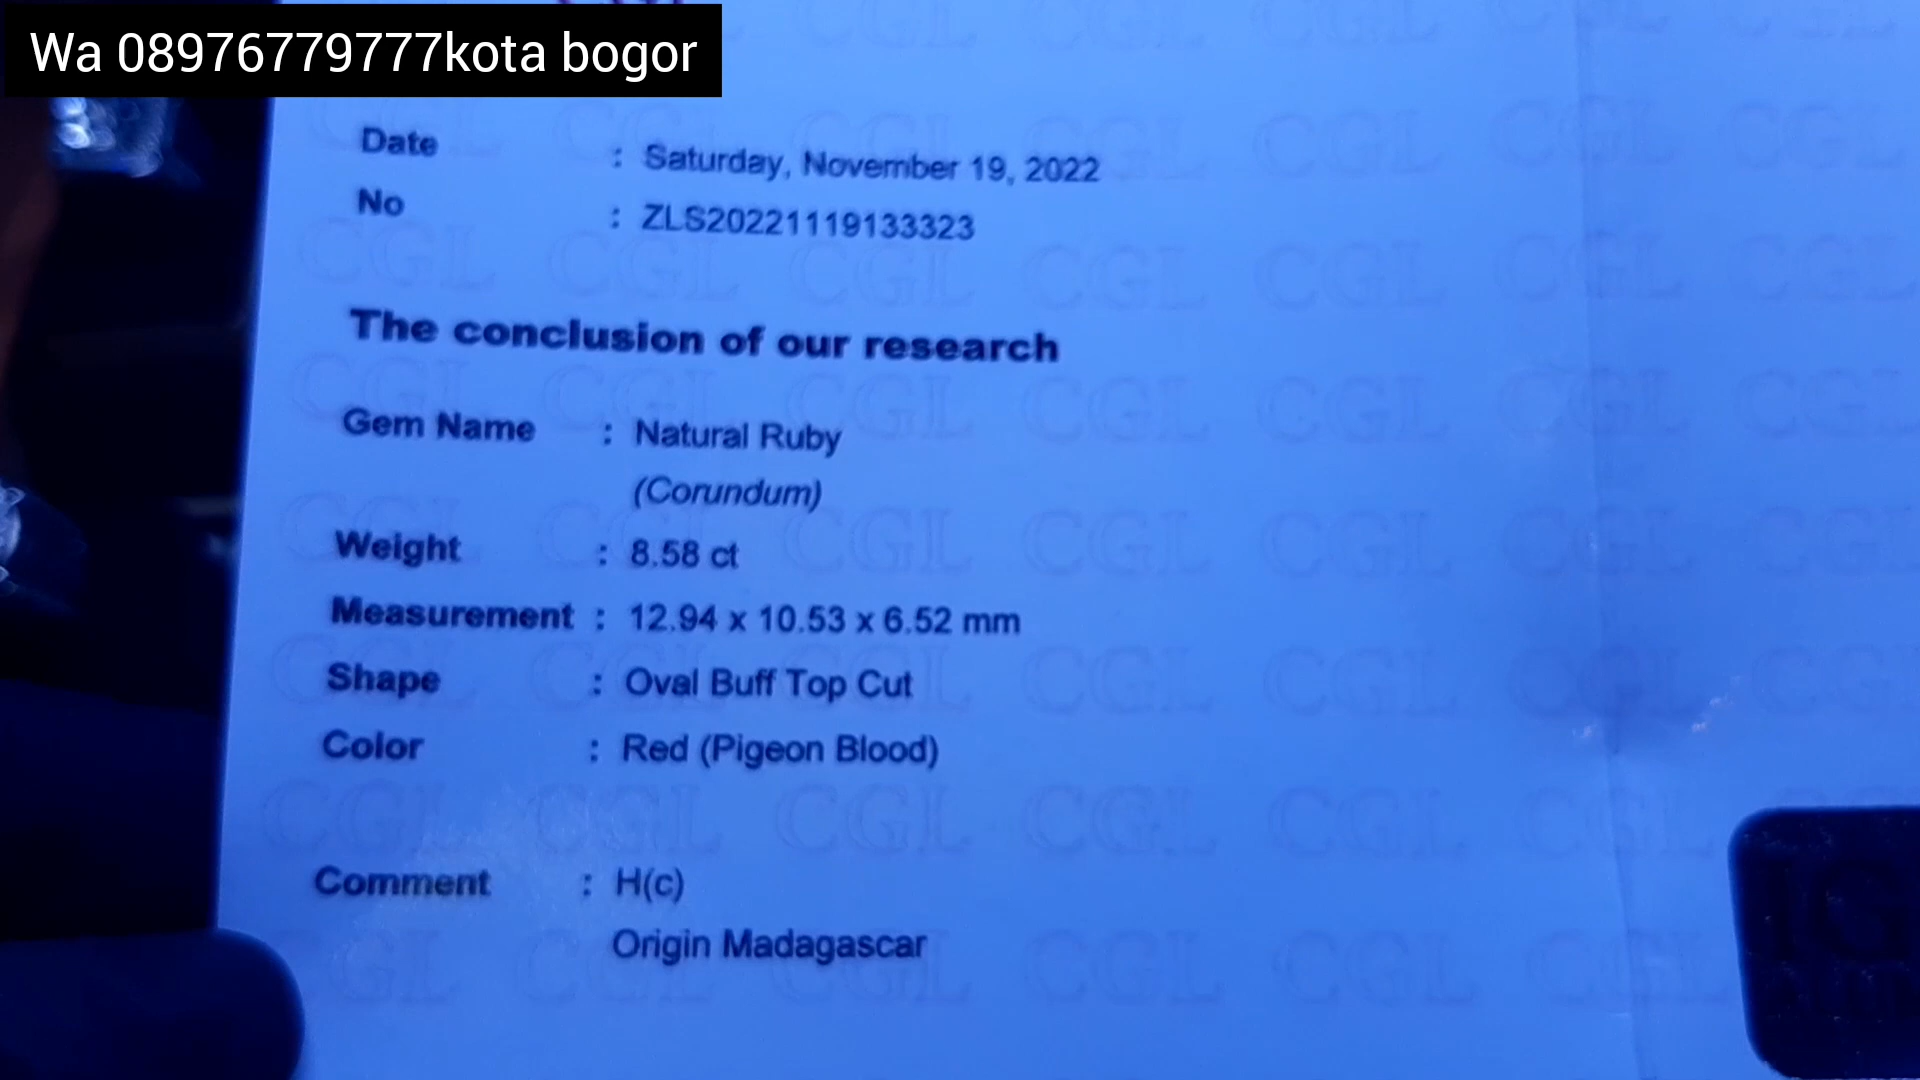 Wa 08976779777kota bogor
Date : Saturday, November 19, 2022
No : ZLS20221119133323
The conclusion of our research
Gem Name : Natural Ruby
(Corundum)
Weight : 8.58 ct
Measurement : 12.94 x 10.53 x 6.52 mm
Shape : Oval Buff Top Cut
Color : Red (Pigeon Blood)
Comment : H(c)
Origin Madagascar
CGL